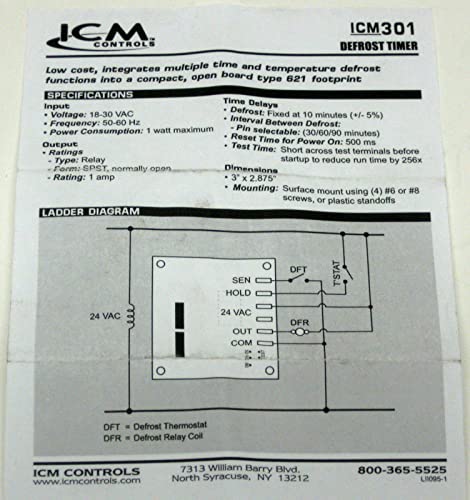 ICM™
CONTROLS
ICM301
DEFROST TIMER
Low cost, integrates multiple time and temperature defrost
functions into a compact, open board type 621 footprint
SPECIFICATIONS
Input
• Voltage: 18-30 VAC
• Frequency: 50-60 Hz
• Power Consumption: 1 watt maximum
Output
• Ratings
- Type: Relay
- Form: SPST, normally open
- Rating: 1 amp
Time Delays
• Defrost: Fixed at 10 minutes (+/- 5%)
• Interval Between Defrost:
- Pin selectable: (30/60/90 minutes)
• Reset Time for Power On: 500 ms
• Test Time: Short across test terminals before
startup to reduce run time by 256x
Dimensions
• 3" x 2.875"
• Mounting: Surface mount using (4) #6 or #8
screws, or plastic standoffs
LADDER DIAGRAM
24 VAC
SEN
HOLD
24 VAC
OUT
COM
DFT
T'STAT
DFR
DFT = Defrost Thermostat
DFR = Defrost Relay Coil
ICM CONTROLS
www.icmcontrols.com
7313 William Barry Blvd.
North Syracuse, NY 13212
800-365-5525
LII095-1